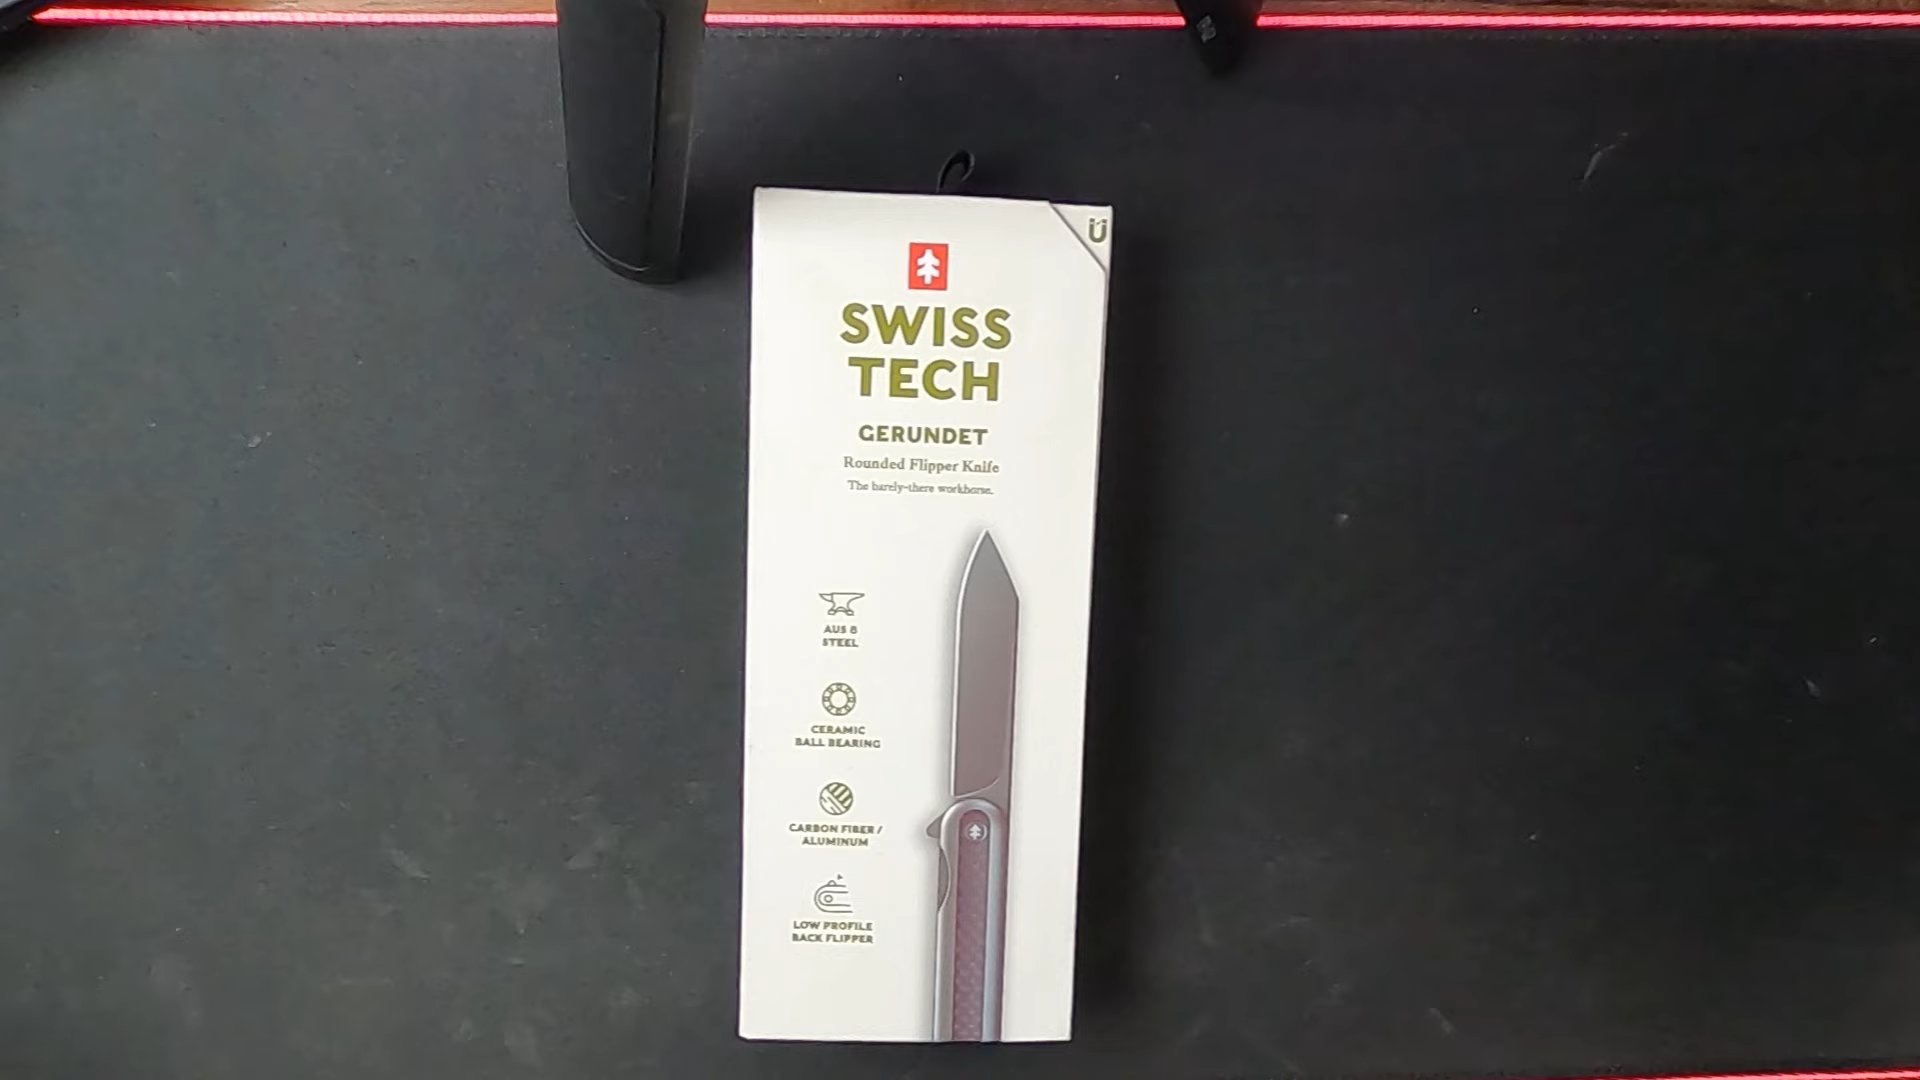 Ü
SWISS
TECH
GERUNDET
Rounded Flipper Knife
The barely-there workhorse.
AUS 8
STEEL
CERAMIC
BALL BEARING
CARBON FIBER /
ALUMINUM
LOW PROFILE
BACK FLIPPER